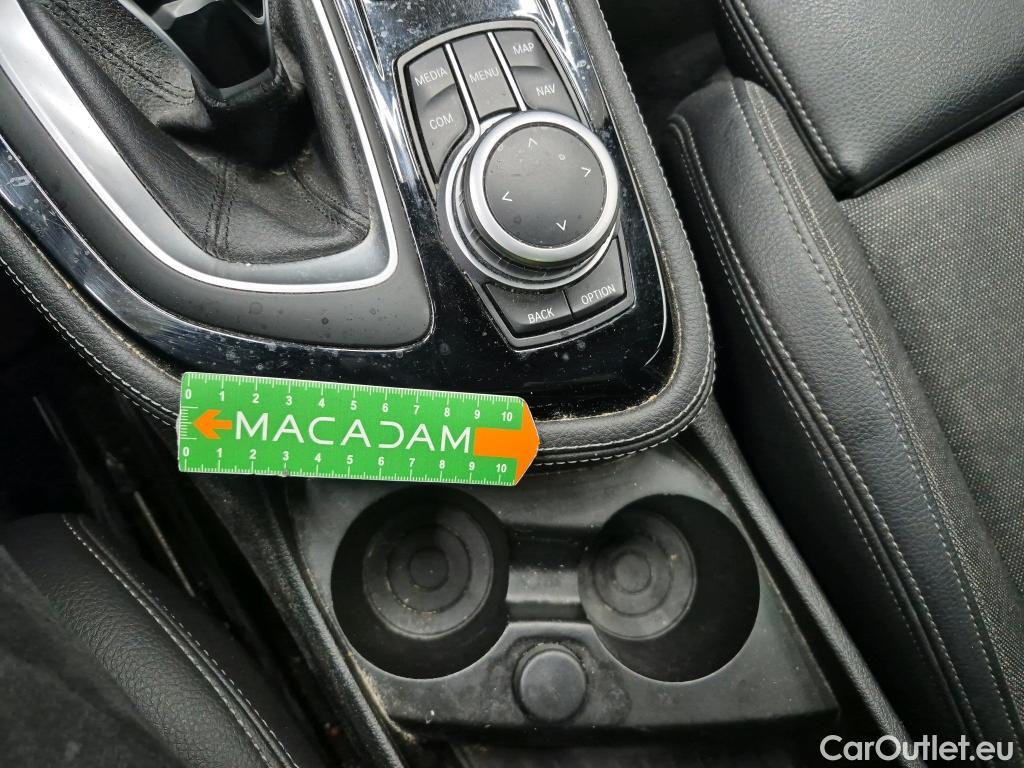 MEDIA MENU MAP
COM NAV
BACK OPTION
0 1 2 3 4 5 6 7 8 9 10
MACADAM
0 1 2 3 4 5 6 7 8 9 10
CarOutlet.eu